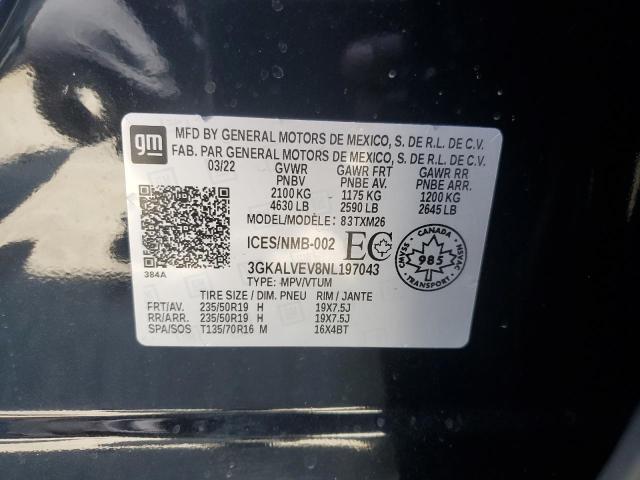 gm
MFD BY GENERAL MOTORS DE MEXICO, S. DE R.L. DE C.V.
FAB. PAR GENERAL MOTORS DE MEXICO, S. DE R.L. DE C.V.
03/22 GVWR GAWR FRT GAWR RR
PNBV PNBE AV. PNBE ARR.
2100 KG 1175 KG 1200 KG
4630 LB 2590 LB 2645 LB
MODEL/MODÈLE: 83TXM26
ICES/NMB-002 EC
CANADA
985
CMVSS NSVAC
384A
3GKALVEV8NL197043
TYPE: -MPV/VTUM
TIRE SIZE / DIM. PNEU RIM / JANTE
FRT/AV. 235/50R19 H 19X7.5J
RR/ARR. 235/50R19 H 19X7.5J
SPA/SOS T135/70R16 M 16X4BT